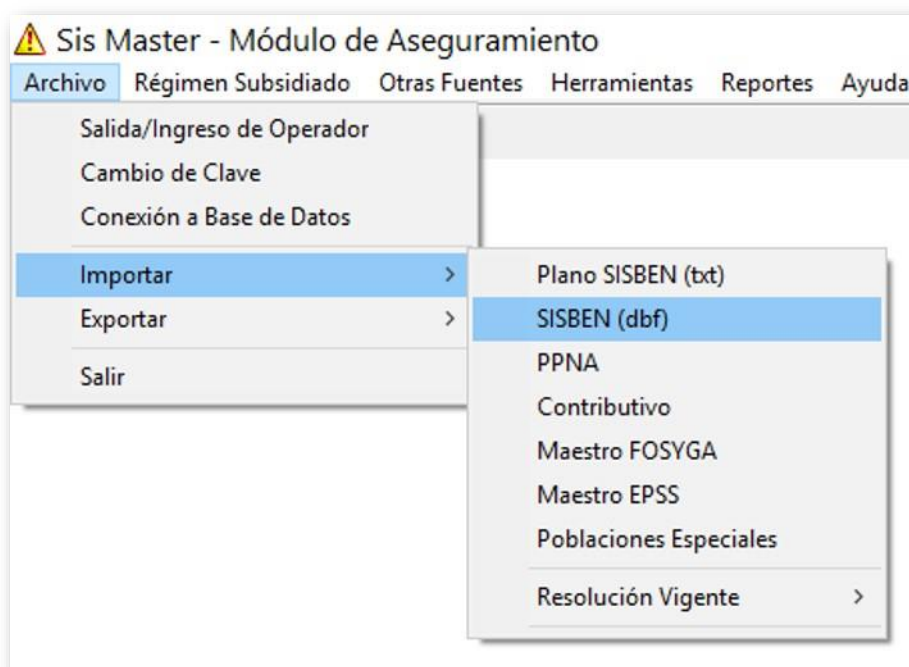 Sis Master - Módulo de Aseguramiento
Archivo Régimen Subsidiado Otras Fuentes Herramientas Reportes Ayuda
Salida/Ingreso de Operador
Cambio de Clave
Conexión a Base de Datos
Importar >
Exportar >
Salir
Plano SISBEN (txt)
SISBEN (dbf)
PPNA
Contributivo
Maestro FOSYGA
Maestro EPSS
Poblaciones Especiales
Resolución Vigente >